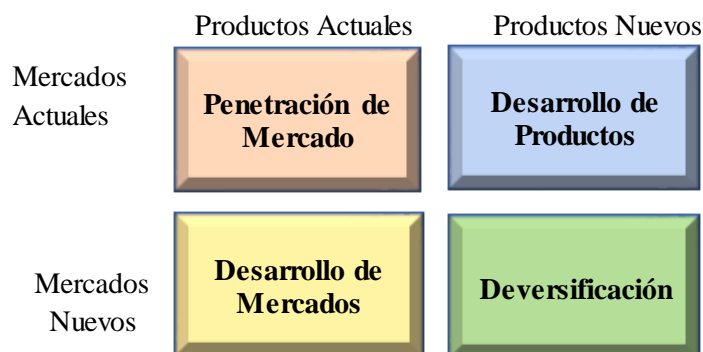 Productos Actuales
Productos Nuevos
Mercados
Actuales
Penetración de
Mercado
Desarrollo de
Productos
Mercados
Nuevos
Desarrollo de
Mercados
Deversificación